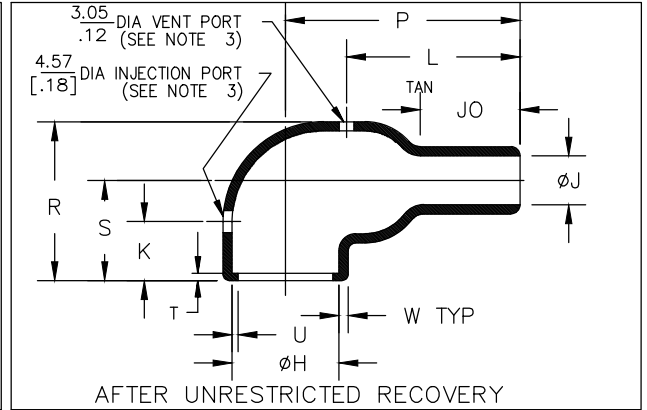 3.05 DIA VENT PORT
.12 (SEE NOTE 3)
4.57 DIA INJECTION PORT
[.18] (SEE NOTE 3)
P
L
TAN
JO
R
S
K
øJ
T
U
W TYP
øH
AFTER UNRESTRICTED RECOVERY